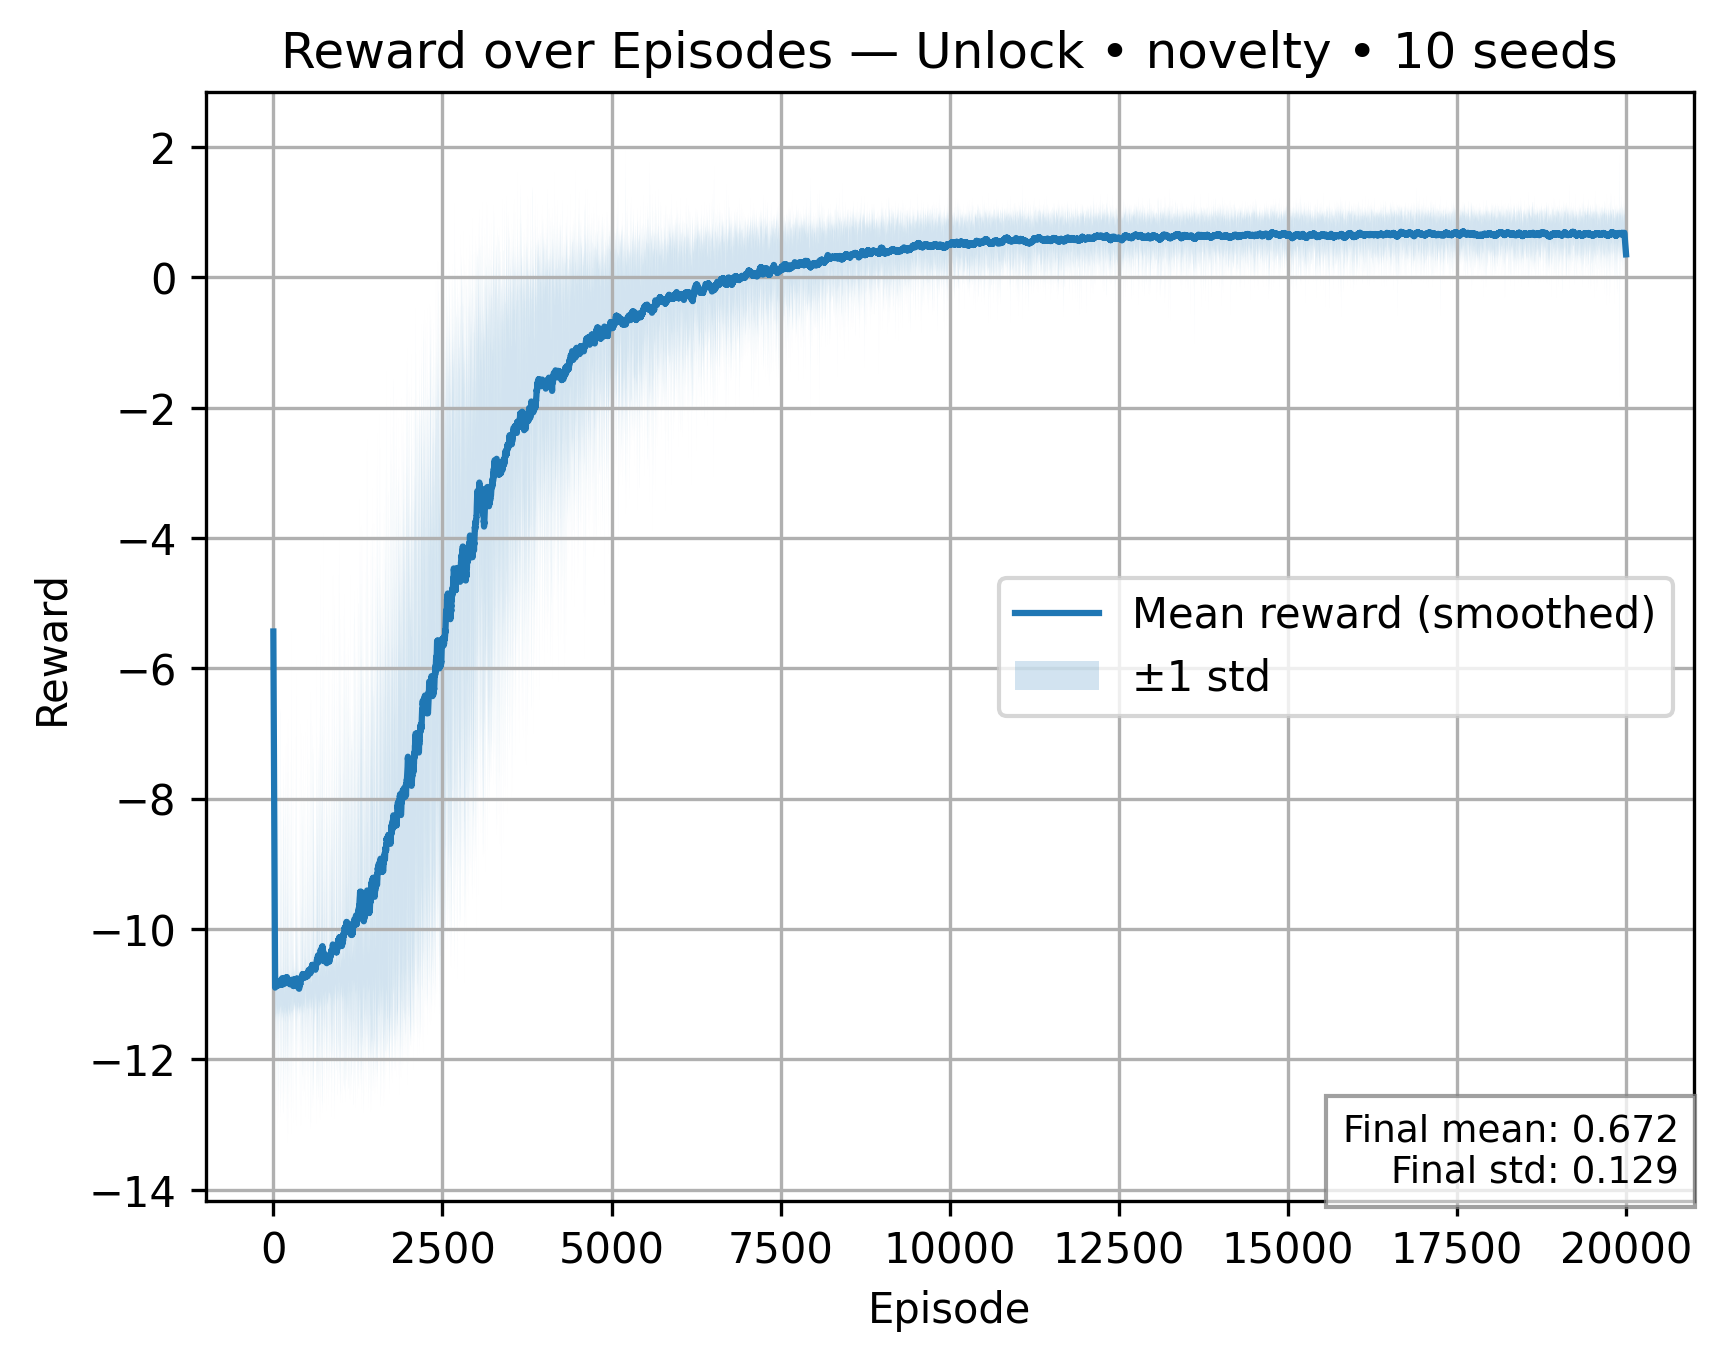 Reward over Episodes — Unlock • novelty • 10 seeds
2
0
−2
−4
−6
−8
−10
−12
−14
Reward
Mean reward (smoothed)
±1 std
Final mean: 0.672
Final std: 0.129
0 2500 5000 7500 10000 12500 15000 17500 20000
Episode